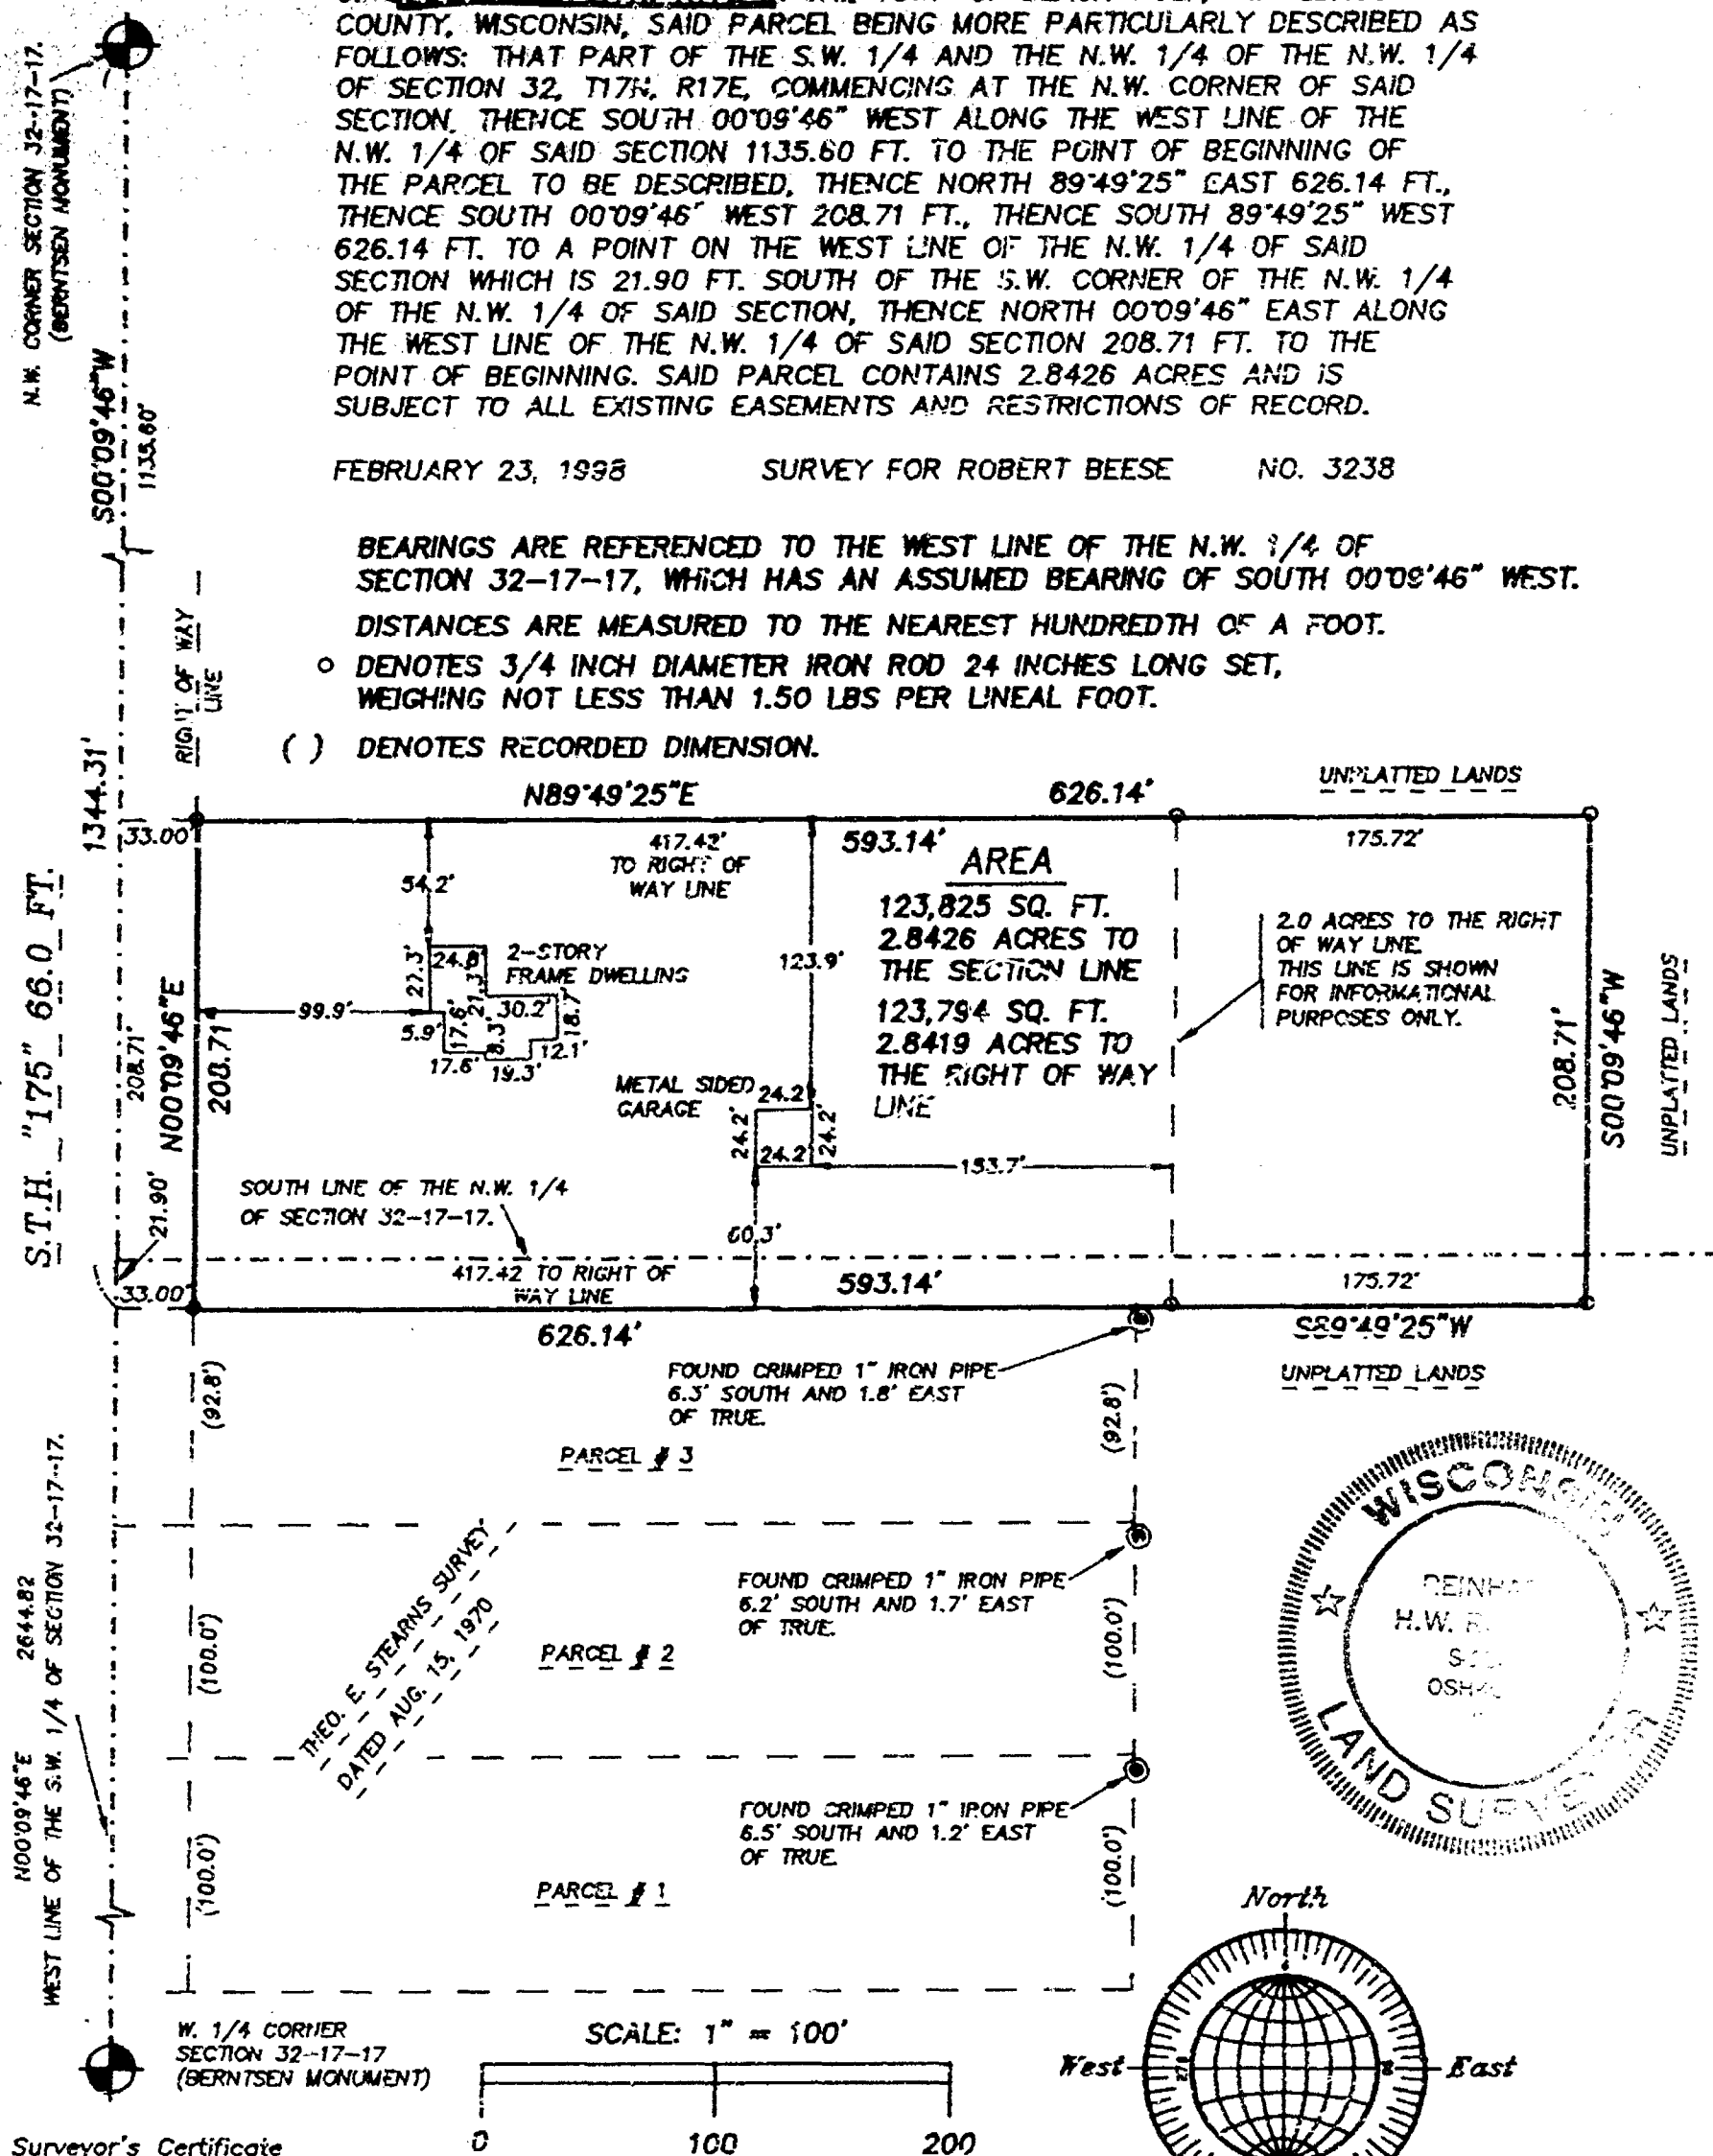 COUNTY, WISCONSIN, SAID PARCEL BEING MORE PARTICULARLY DESCRIBED AS
FOLLOWS: THAT PART OF THE S.W. 1/4 AND THE N.W. 1/4 OF THE N.W. 1/4
OF SECTION 32, T17N, R17E, COMMENCING AT THE N.W. CORNER OF SAID
SECTION, THENCE SOUTH 00°09'46" WEST ALONG THE WEST LINE OF THE
N.W. 1/4 OF SAID SECTION 1135.60 FT. TO THE POINT OF BEGINNING OF
THE PARCEL TO BE DESCRIBED, THENCE NORTH 89°49'25" EAST 626.14 FT.,
THENCE SOUTH 00°09'46" WEST 208.71 FT., THENCE SOUTH 89°49'25" WEST
626.14 FT. TO A POINT ON THE WEST LINE OF THE N.W. 1/4 OF SAID
SECTION WHICH IS 21.90 FT. SOUTH OF THE S.W. CORNER OF THE N.W. 1/4
OF THE N.W. 1/4 OF SAID SECTION, THENCE NORTH 00°09'46" EAST ALONG
THE WEST LINE OF THE N.W. 1/4 OF SAID SECTION 208.71 FT. TO THE
POINT OF BEGINNING. SAID PARCEL CONTAINS 2.8426 ACRES AND IS
SUBJECT TO ALL EXISTING EASEMENTS AND RESTRICTIONS OF RECORD.
FEBRUARY 23, 1998 SURVEY FOR ROBERT BEESE NO. 3238
BEARINGS ARE REFERENCED TO THE WEST LINE OF THE N.W. 1/4 OF
SECTION 32-17-17, WHICH HAS AN ASSUMED BEARING OF SOUTH 00°09'46" WEST.
DISTANCES ARE MEASURED TO THE NEAREST HUNDREDTH OF A FOOT.
DENOTES 3/4 INCH DIAMETER IRON ROD 24 INCHES LONG SET,
WEIGHING NOT LESS THAN 1.50 LBS PER LINEAL FOOT.
( ) DENOTES RECORDED DIMENSION.
N.W. CORNER SECTION 32-17-17.
(BERNTSEN MONUMENT)
S00°09'46"W
1135.60'
RIGHT OF WAY
LINE
1344.31'
S.T.H. "175" 66.0 FT.
N89°49'25"E 626.14'
UNPLATTED LANDS
33.00'
417.42'
TO RIGHT OF
WAY LINE
593.14'
175.72'
AREA
123,825 SQ. FT.
2.8426 ACRES TO
THE SECTION LINE
123,794 SQ. FT.
2.8419 ACRES TO
THE RIGHT OF WAY
LINE
2.0 ACRES TO THE RIGHT
OF WAY LINE
THIS LINE IS SHOWN
FOR INFORMATIONAL
PURPOSES ONLY.
54.2'
24.8'
2-STORY
FRAME DWELLING
21.3'
30.2'
18.7'
99.9'
5.9'
17.6'
8.3'
12.1'
17.6'
19.3'
123.9'
METAL SIDED
GARAGE
24.2'
24.2'
24.2'
24.2'
153.7'
60.3'
208.71'
N00°09'46"E
208.71
21.90'
208.71'
S00°09'46"W
UNPLATTED LANDS
SOUTH LINE OF THE N.W. 1/4
OF SECTION 32-17-17.
33.00'
417.42 TO RIGHT OF
WAY LINE
593.14'
175.72'
626.14'
S89°49'25"W
UNPLATTED LANDS
FOUND CRIMPED 1" IRON PIPE
6.3' SOUTH AND 1.8' EAST
OF TRUE.
(92.8')
(92.8')
PARCEL # 3
FOUND CRIMPED 1" IRON PIPE
6.2' SOUTH AND 1.7' EAST
OF TRUE.
(100.0')
(100.0')
THEO. E. STEARNS SURVEY
DATED AUG. 15, 1970
PARCEL # 2
FOUND CRIMPED 1" IRON PIPE
6.5' SOUTH AND 1.2' EAST
OF TRUE
(100.0')
(100.0')
PARCEL # 1
N00°09'46"E 2644.82
WEST LINE OF THE S.W. 1/4 OF SECTION 32-17-17.
WISCONSIN
H.W.
LAND SURVEYOR
North
West
East
W. 1/4 CORNER
SECTION 32-17-17
(BERNTSEN MONUMENT)
SCALE: 1" = 100'
0 100 200
Surveyor's Certificate